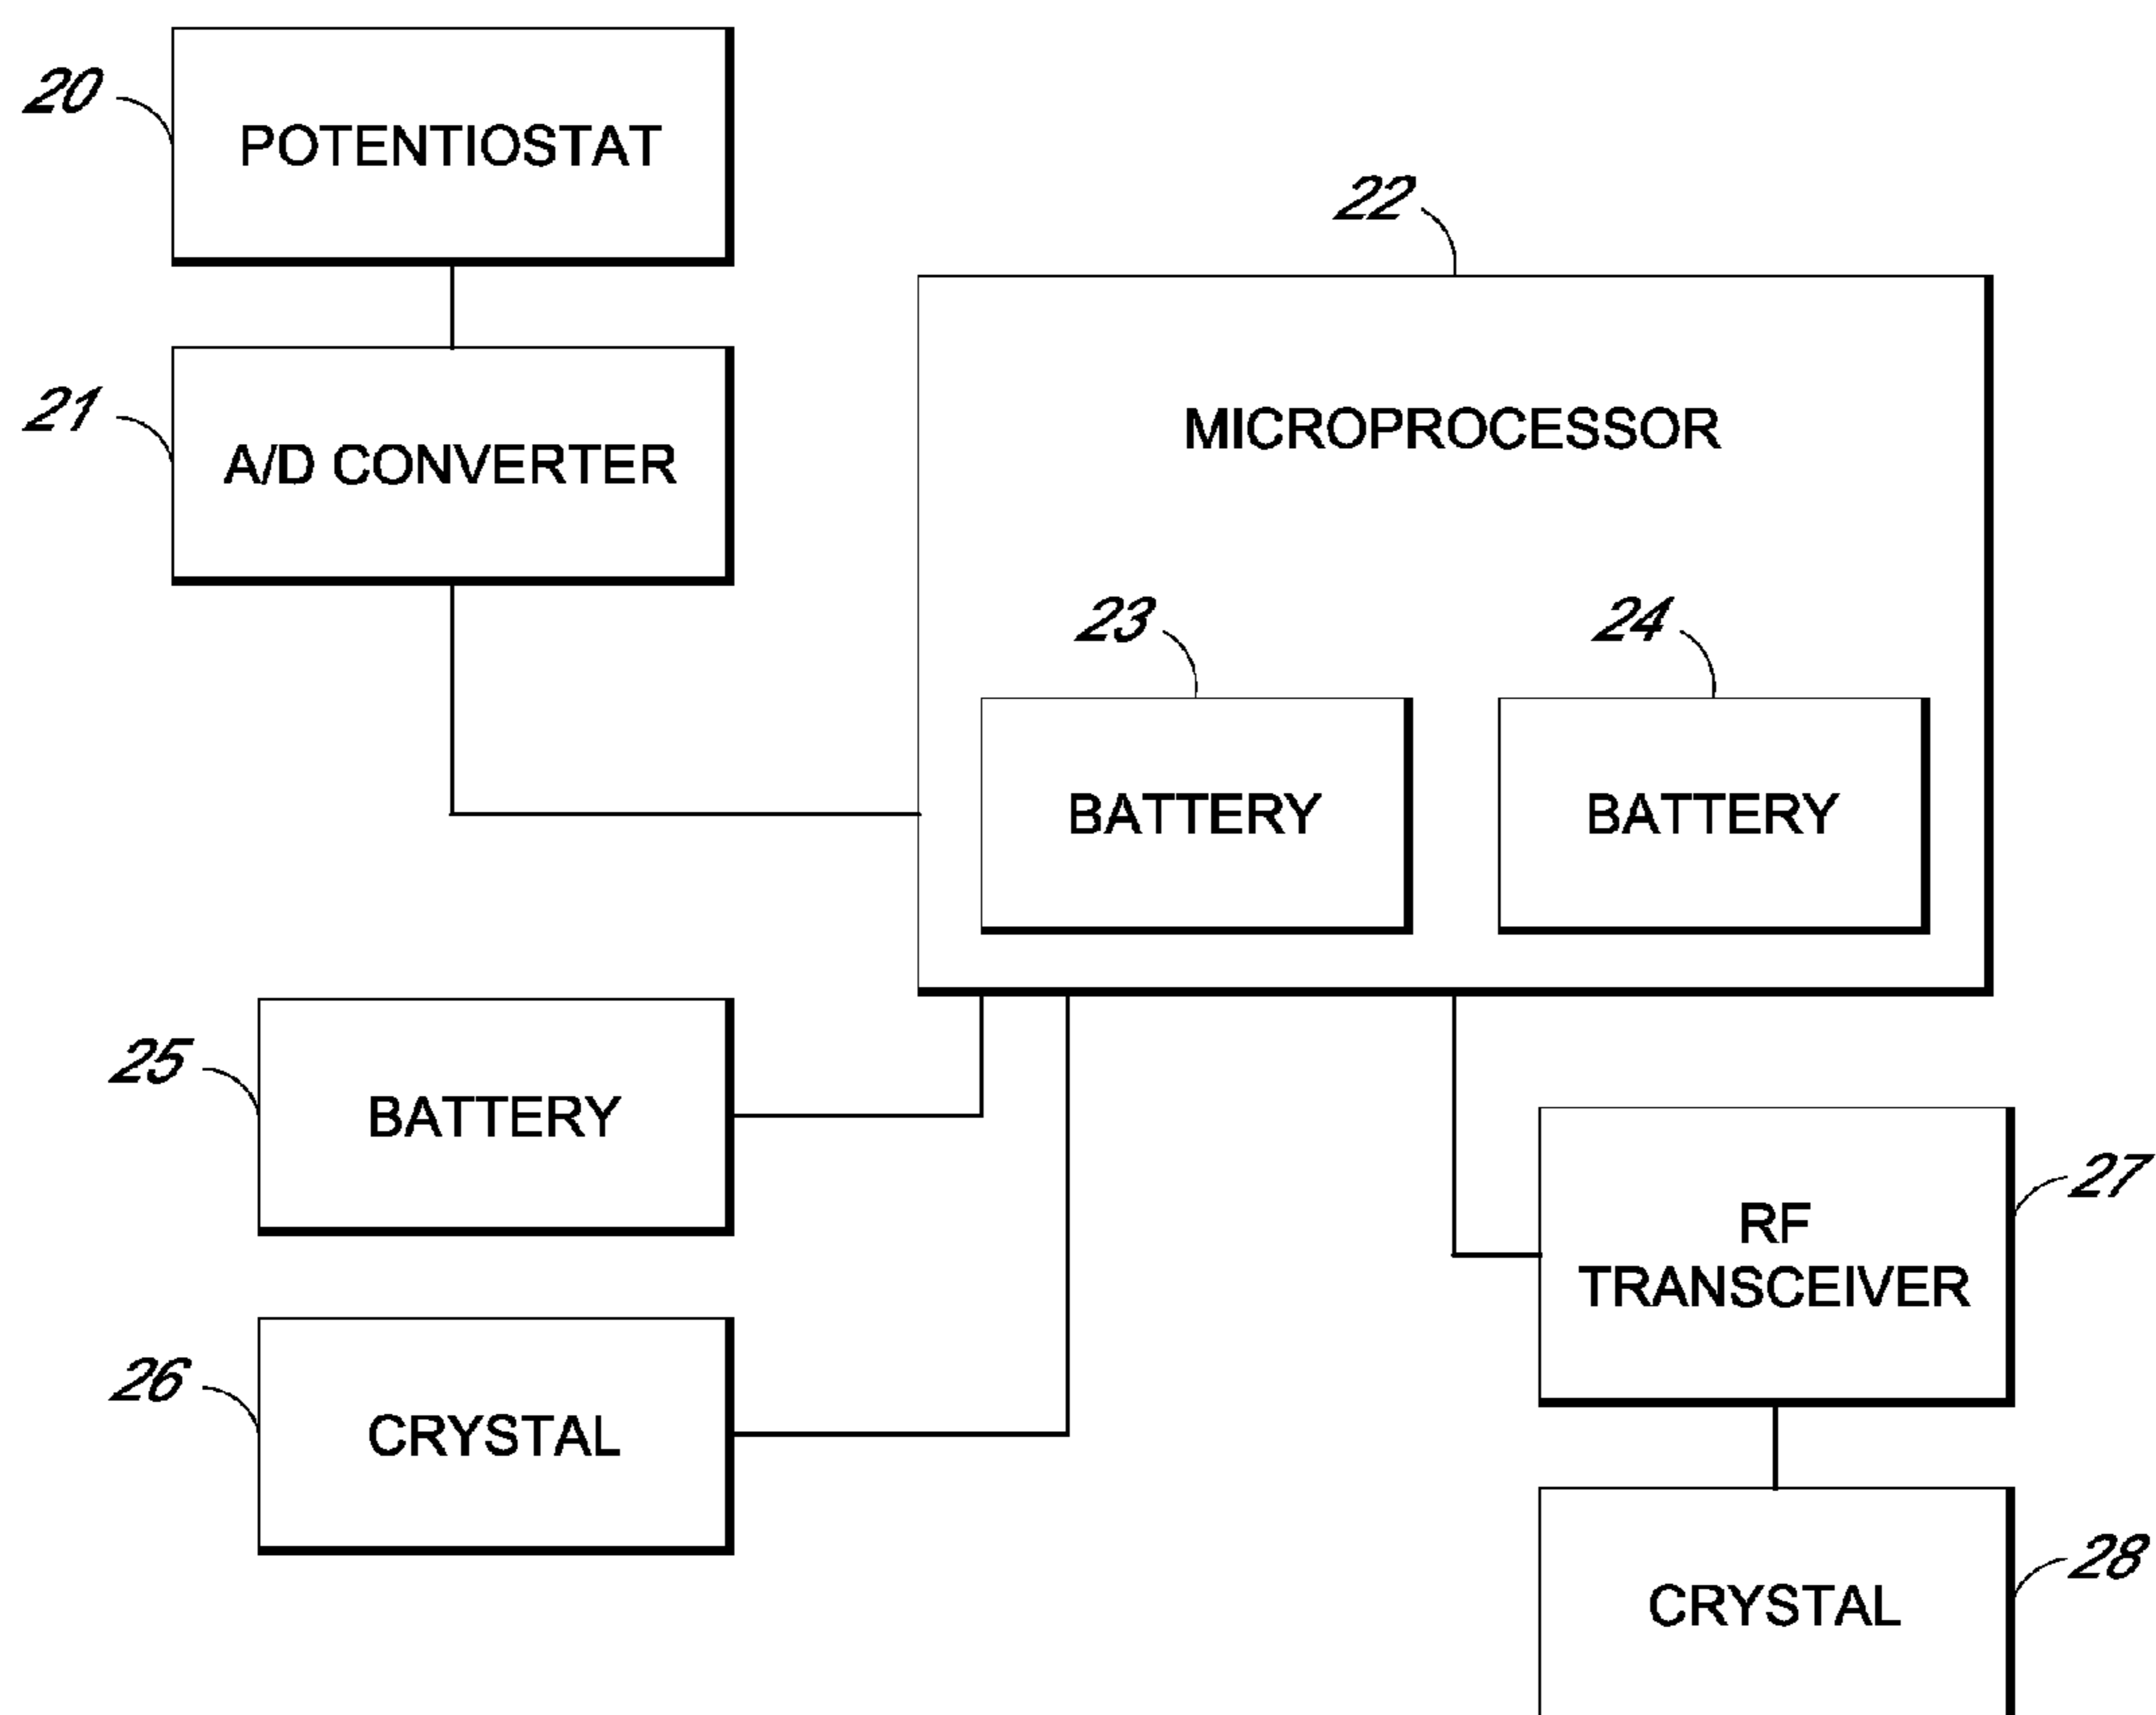 20
POTENTIOSTAT
22
21
A/D CONVERTER
MICROPROCESSOR
23
24
BATTERY
BATTERY
25
BATTERY
27
RF
TRANSCEIVER
26
CRYSTAL
28
CRYSTAL